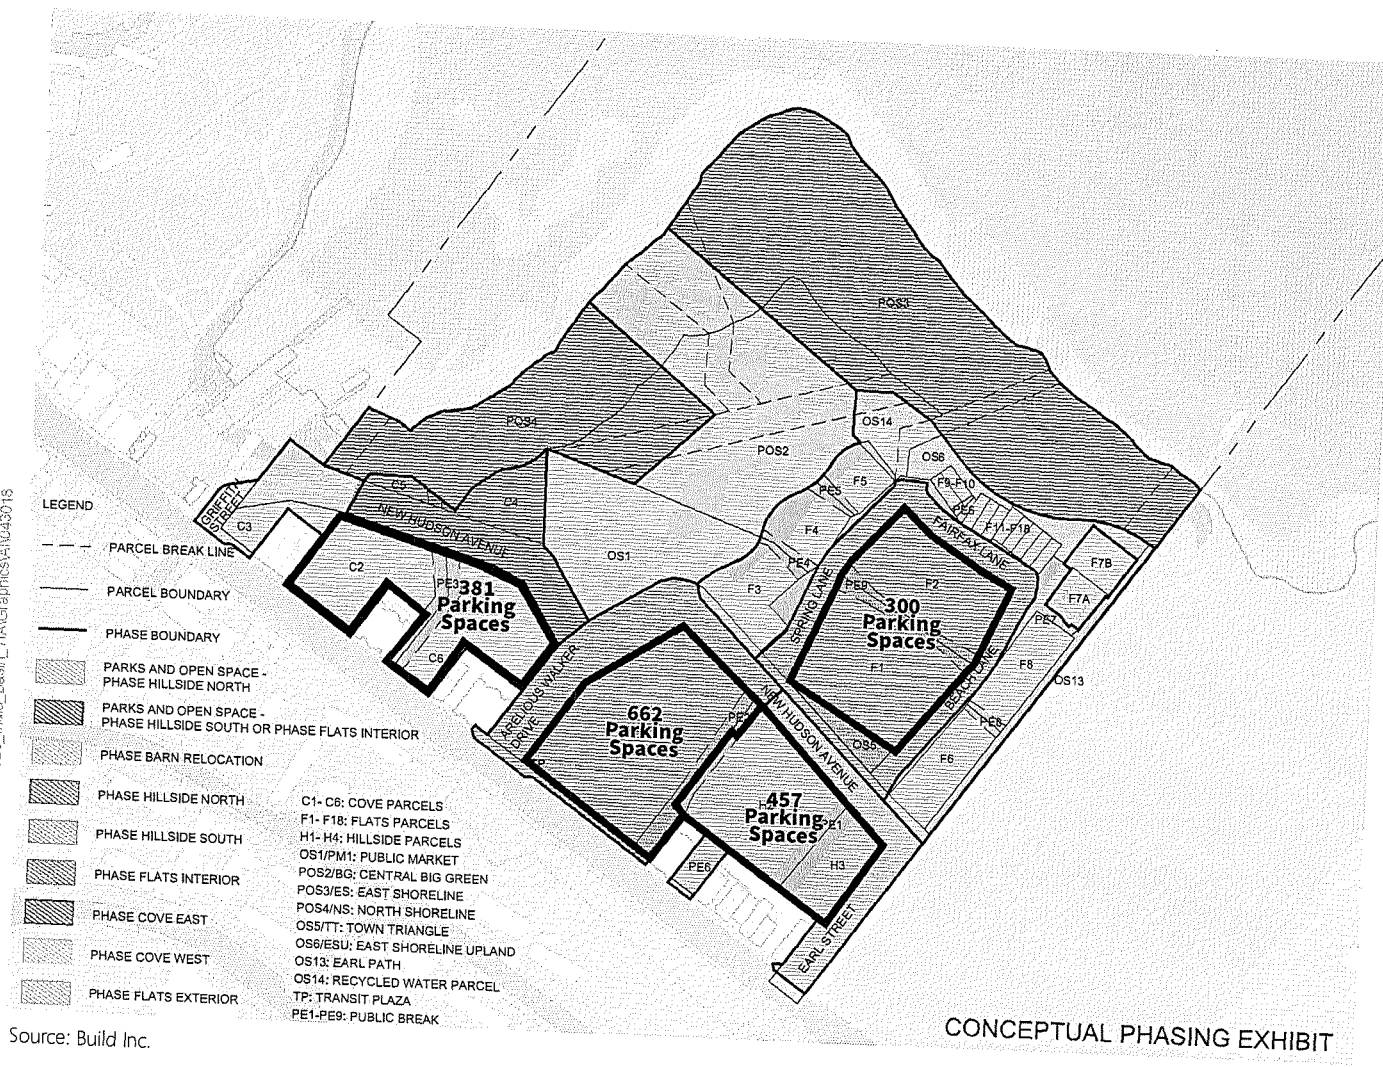 POS3
POS4
OS14
POS2
OS6
F5
F9-F10
PE5
PE6
F11-F18
C5
C4
LEGEND
GRIFFITH
STREET
C3
NEW HUDSON AVENUE
F4
FAIRFAX LANE
PARCEL BREAK LINE
OS1
F7B
C2
PE3
PE4
F3
PE9
F2
F7A
381
Parking
Spaces
PARCEL BOUNDARY
SPRING LANE
300
Parking
Spaces
PE7
PHASE BOUNDARY
C6
F1
F8
OS13
BEACH LANE
PARKS AND OPEN SPACE -
PHASE HILLSIDE NORTH
ARELIOUS WALKER
DRIVE
662
Parking
Spaces
PE
NEW HUDSON AVENUE
OS5
PE8
F6
PARKS AND OPEN SPACE -
PHASE HILLSIDE SOUTH OR PHASE FLATS INTERIOR
PHASE BARN RELOCATION
PHASE HILLSIDE NORTH
PHASE HILLSIDE SOUTH
PHASE FLATS INTERIOR
PHASE COVE EAST
PHASE COVE WEST
PHASE FLATS EXTERIOR
C1- C6: COVE PARCELS
F1- F18: FLATS PARCELS
H1- H4: HILLSIDE PARCELS
OS1/PM1: PUBLIC MARKET
POS2/BG: CENTRAL BIG GREEN
POS3/ES: EAST SHORELINE
POS4/NS: NORTH SHORELINE
OS5/TT: TOWN TRIANGLE
OS6/ESU: EAST SHORELINE UPLAND
OS13: EARL PATH
OS14: RECYCLED WATER PARCEL
TP: TRANSIT PLAZA
PE1-PE9: PUBLIC BREAK
457
Parking
Spaces
PE1
H3
PE6
EARL STREET
CONCEPTUAL PHASING EXHIBIT
Source: Build Inc.